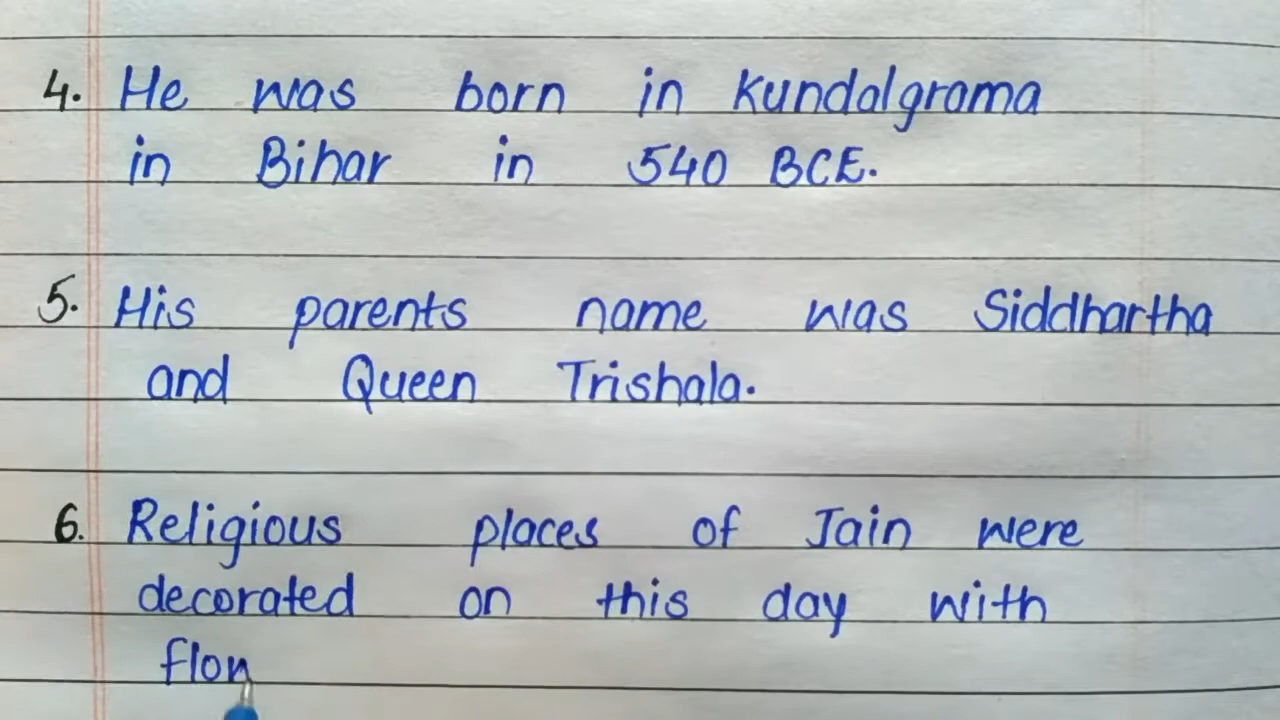 4. He was born in Kundalgrama
in Bihar in 540 BCE.
5. His parents name was Siddhartha
and Queen Trishala.
6. Religious places of Jain were
decorated on this day with